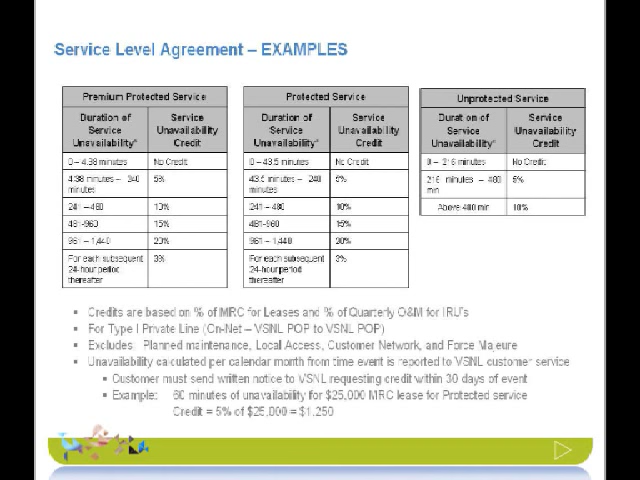 Service Level Agreement – EXAMPLES
Premium Protected Service
Duration of Service Unavailability*
Service Unavailability Credit
0 – 4.38 minutes
No Credit
4.38 minutes – 240 minutes
5%
241 – 480
10%
481-960
15%
961 – 1,440
20%
For each subsequent 24-hour period thereafter
3%
Protected Service
Duration of Service Unavailability*
Service Unavailability Credit
0 – 43.5 minutes
No Credit
43.5 minutes – 240 minutes
5%
241 – 480
10%
481-960
15%
961 – 1,440
20%
For each subsequent 24-hour period thereafter
3%
Unprotected Service
Duration of Service Unavailability*
Service Unavailability Credit
0 – 216 minutes
No Credit
216 minutes – 480 min
5%
Above 480 min
10%
▪ Credits are based on % of MRC for Leases and % of Quarterly O&M for IRU's
▪ For Type I Private Line (On-Net – VSNL POP to VSNL POP)
▪ Excludes: Planned maintenance, Local Access, Customer Network, and Force Majeure
▪ Unavailability calculated per calendar month from time event is reported to VSNL customer service
▪ Customer must send written notice to VSNL requesting credit within 30 days of event
▪ Example: 60 minutes of unavailability for $25,000 MRC lease for Protected service
Credit = 5% of $25,000 = $1,250